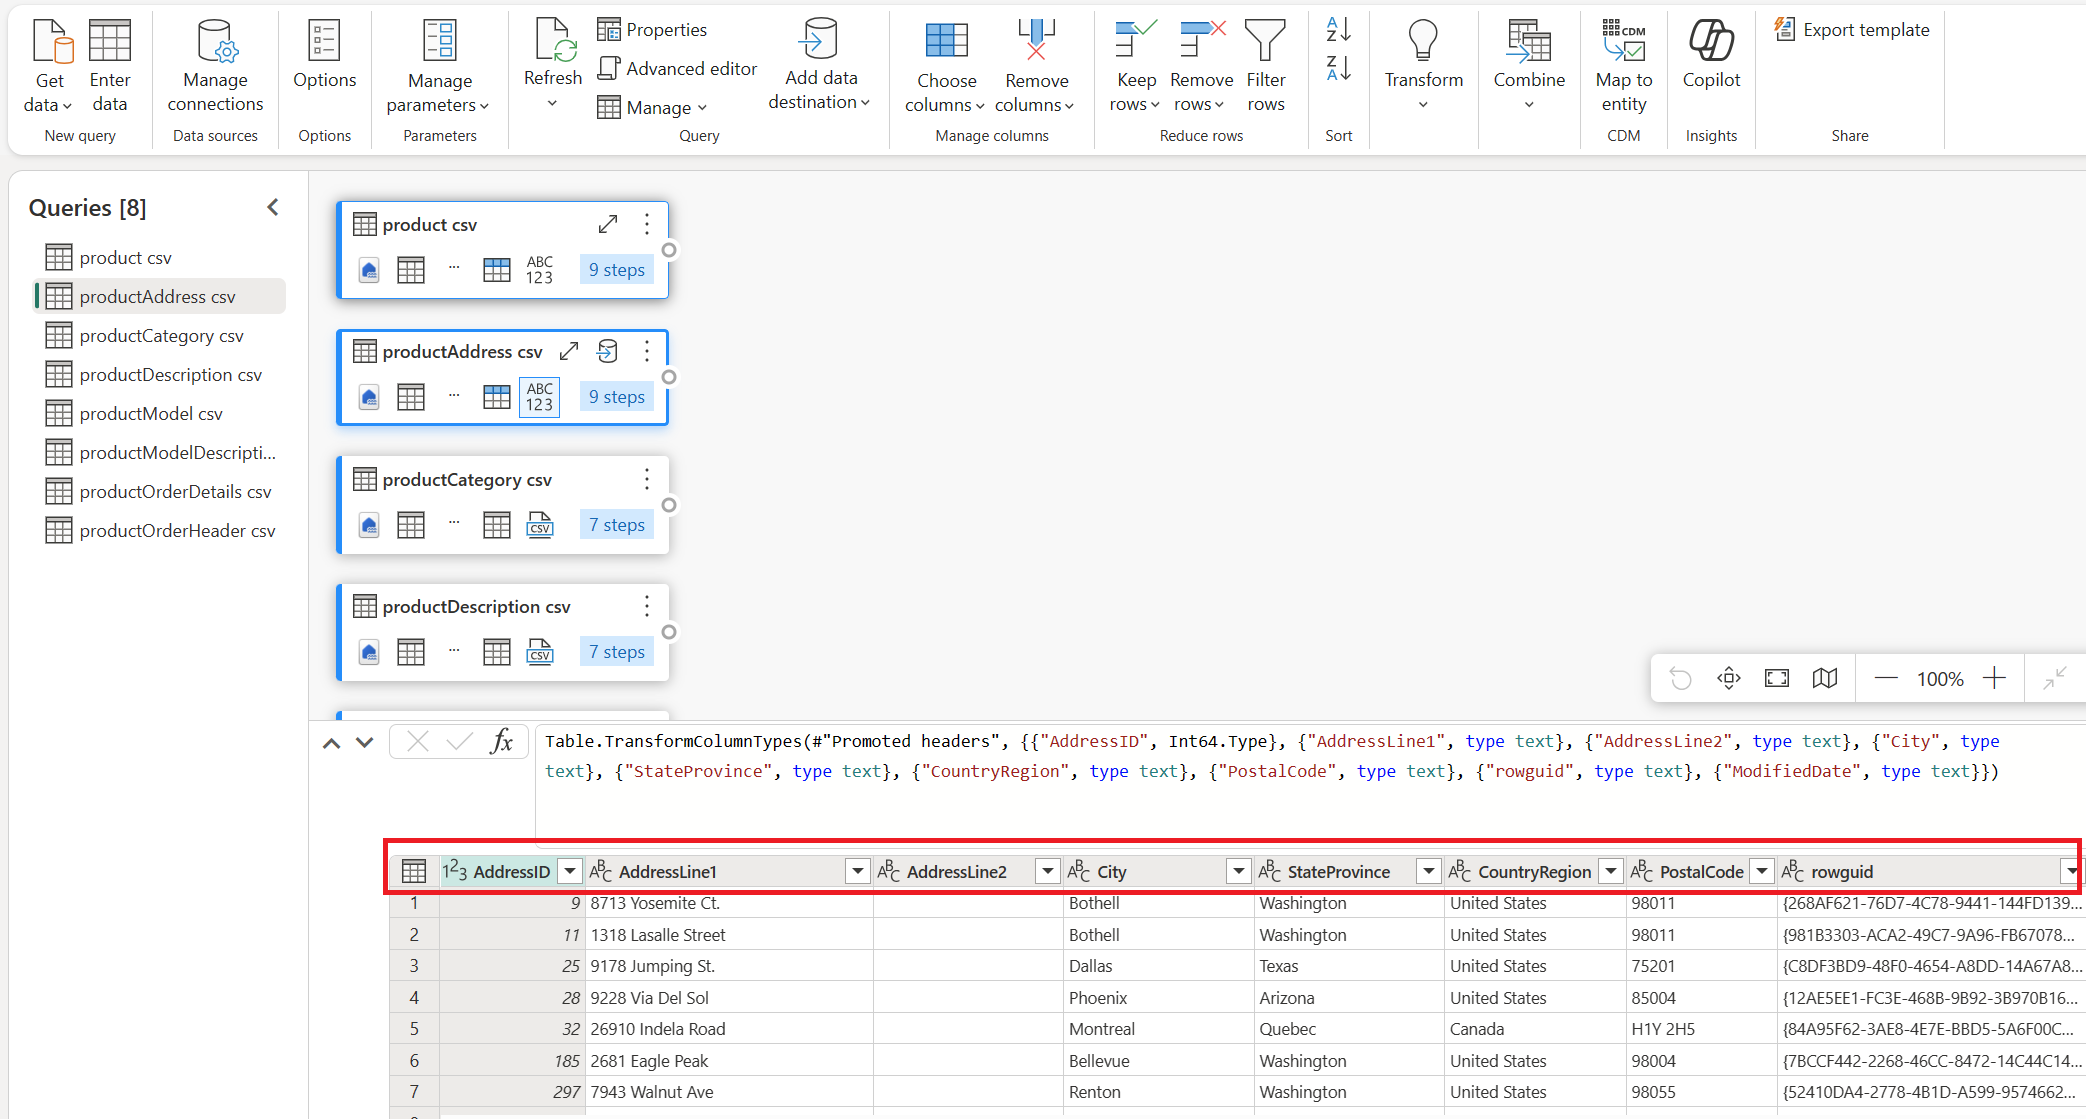 Get data
Enter data
New query
Manage connections
Data sources
Options
Options
Manage parameters
Parameters
Refresh
Properties
Advanced editor
Manage
Add data destination
Query
Choose columns
Remove columns
Manage columns
Keep rows
Remove rows
Filter rows
Reduce rows
A Z
Z A
Sort
Transform
Combine
CDM
Map to entity
CDM
Copilot
Insights
Export template
Share
Queries [8]
product csv
productAddress csv
productCategory csv
productDescription csv
productModel csv
productModelDescripti...
productOrderDetails csv
productOrderHeader csv
product csv
... ABC 123 9 steps
productAddress csv
... ABC 123 9 steps
productCategory csv
... CSV 7 steps
productDescription csv
... CSV 7 steps
100%
fx
Table.TransformColumnTypes(#"Promoted headers", {{"AddressID", Int64.Type}, {"AddressLine1", type text}, {"AddressLine2", type text}, {"City", type
text}, {"StateProvince", type text}, {"CountryRegion", type text}, {"PostalCode", type text}, {"rowguid", type text}, {"ModifiedDate", type text}})
123 AddressID ABC AddressLine1 ABC AddressLine2 ABC City ABC StateProvince ABC CountryRegion ABC PostalCode ABC rowguid
1 9 8713 Yosemite Ct. Bothell Washington United States 98011 {268AF621-76D7-4C78-9441-144FD139...
2 11 1318 Lasalle Street Bothell Washington United States 98011 {981B3303-ACA2-49C7-9A96-FB67078...
3 25 9178 Jumping St. Dallas Texas United States 75201 {C8DF3BD9-48F0-4654-A8DD-14A67A8...
4 28 9228 Via Del Sol Phoenix Arizona United States 85004 {12AE5EE1-FC3E-468B-9B92-3B970B16...
5 32 26910 Indela Road Montreal Quebec Canada H1Y 2H5 {84A95F62-3AE8-4E7E-BBD5-5A6F00C...
6 185 2681 Eagle Peak Bellevue Washington United States 98004 {7BCCF442-2268-46CC-8472-14C44C14...
7 297 7943 Walnut Ave Renton Washington United States 98055 {52410DA4-2778-4B1D-A599-9574662...